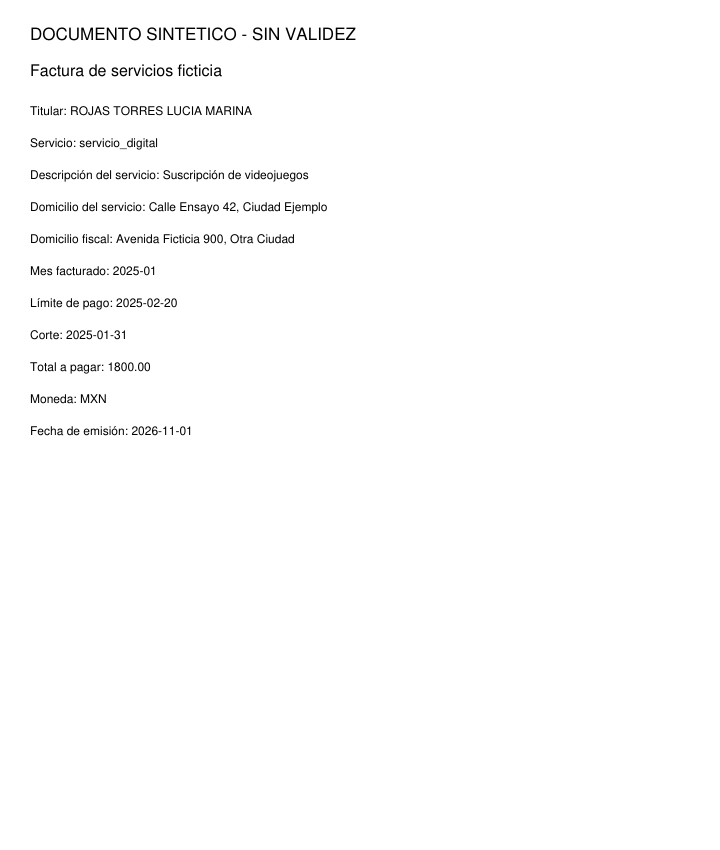 DOCUMENTO SINTETICO - SIN VALIDEZ
Factura de servicios ficticia
Titular: ROJAS TORRES LUCIA MARINA
Servicio: servicio_digital
Descripción del servicio: Suscripción de videojuegos
Domicilio del servicio: Calle Ensayo 42, Ciudad Ejemplo
Domicilio fiscal: Avenida Ficticia 900, Otra Ciudad
Mes facturado: 2025-01
Límite de pago: 2025-02-20
Corte: 2025-01-31
Total a pagar: 1800.00
Moneda: MXN
Fecha de emisión: 2026-11-01